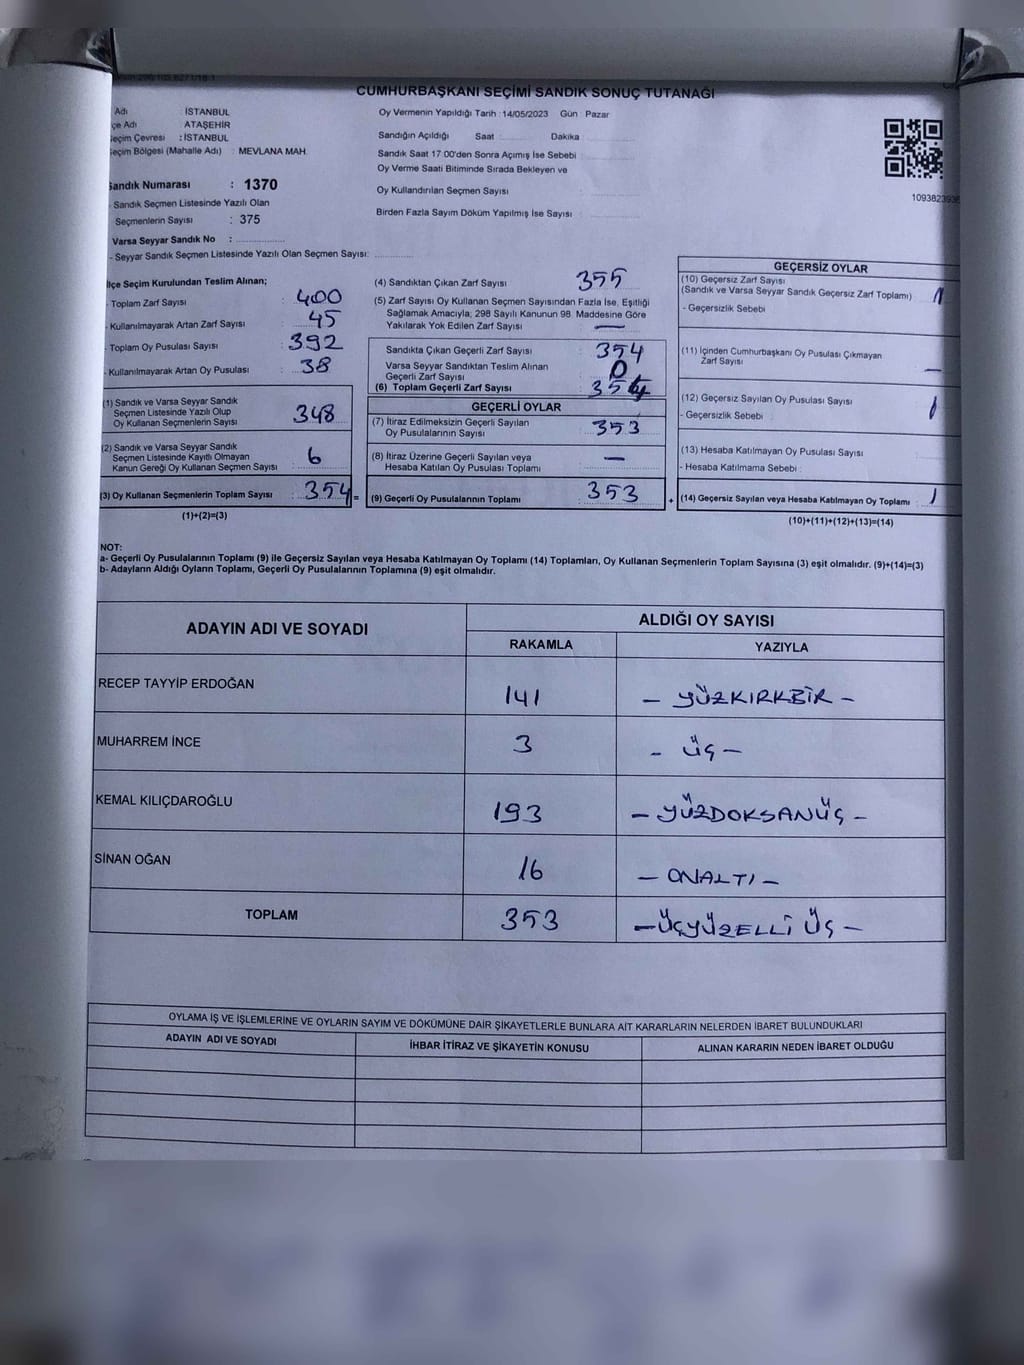 CUMHURBAŞKANI SEÇİMİ SANDIK SONUÇ TUTANAĞI
Adı İSTANBUL
çe Adı ATAŞEHİR
eçim Çevresi : İSTANBUL
eçim Bölgesi (Mahalle Adı) : MEVLANA MAH.
Sandık Numarası : 1370
- Sandık Seçmen Listesinde Yazılı Olan
Seçmenlerin Sayısı : 375
Varsa Seyyar Sandık No :
- Seyyar Sandık Seçmen Listesinde Yazılı Olan Seçmen Sayısı:
Oy Vermenin Yapıldığı Tarih : 14/05/2023 Gün : Pazar
Sandığın Açıldığı Saat Dakika
Sandık Saat 17:00'den Sonra Açımış İse Sebebi
Oy Verme Saati Bitiminde Sırada Bekleyen ve
Oy Kullandırılan Seçmen Sayısı
Birden Fazla Sayım Döküm Yapılmış İse Sayısı
İlçe Seçim Kurulundan Teslim Alınan;
- Toplam Zarf Sayısı : 400
- Kullanılmayarak Artan Zarf Sayısı : 45
- Toplam Oy Pusulası Sayısı : 392
- Kullanılmayarak Artan Oy Pusulası : 38
(1) Sandık ve Varsa Seyyar Sandık
Seçmen Listesinde Yazılı Olup
Oy Kullanan Seçmenlerin Sayısı : 348
(2) Sandık ve Varsa Seyyar Sandık
Seçmen Listesinde Kayıtlı Olmayan
Kanun Gereği Oy Kullanan Seçmen Sayısı : 6
(3) Oy Kullanan Seçmenlerin Toplam Sayısı : 354 =
(1)+(2)=(3)
(4) Sandıktan Çıkan Zarf Sayısı : 355
(5) Zarf Sayısı Oy Kullanan Seçmen Sayısından Fazla İse, Eşitliği
Sağlamak Amacıyla; 298 Sayılı Kanunun 98. Maddesine Göre
Yakılarak Yok Edilen Zarf Sayısı : —
Sandıkta Çıkan Geçerli Zarf Sayısı : 354
Varsa Seyyar Sandıktan Teslim Alınan
Geçerli Zarf Sayısı : 0
(6) Toplam Geçerli Zarf Sayısı : 354
GEÇERLİ OYLAR
(7) İtiraz Edilmeksizin Geçerli Sayılan
Oy Pusulalarının Sayısı : 353
(8) İtiraz Üzerine Geçerli Sayılan veya
Hesaba Katılan Oy Pusulası Toplamı : —
(9) Geçerli Oy Pusulalarının Toplamı : 353 +
GEÇERSİZ OYLAR
(10) Geçersiz Zarf Sayısı
(Sandık ve Varsa Seyyar Sandık Geçersiz Zarf Toplamı) :
- Geçersizlik Sebebi
(11) İçinden Cumhurbaşkanı Oy Pusulası Çıkmayan
Zarf Sayısı : —
(12) Geçersiz Sayılan Oy Pusulası Sayısı : 1
- Geçersizlik Sebebi :
(13) Hesaba Katılmayan Oy Pusulası Sayısı
- Hesaba Katılmama Sebebi :
(14) Geçersiz Sayılan veya Hesaba Katılmayan Oy Toplamı : 1
(10)+(11)+(12)+(13)=(14)
NOT:
a- Geçerli Oy Pusulalarının Toplamı (9) ile Geçersiz Sayılan veya Hesaba Katılmayan Oy Toplamı (14) Toplamları, Oy Kullanan Seçmenlerin Toplam Sayısına (3) eşit olmalıdır. (9)+(14)=(3)
b- Adayların Aldığı Oyların Toplamı, Geçerli Oy Pusulalarının Toplamına (9) eşit olmalıdır.
ADAYIN ADI VE SOYADI
ALDIĞI OY SAYISI
RAKAMLA YAZIYLA
RECEP TAYYİP ERDOĞAN 141 - YÜZKIRKBİR -
MUHARREM İNCE 3 - ÜÇ -
KEMAL KILIÇDAROĞLU 193 - YÜZDOKSANÜÇ -
SİNAN OĞAN 16 - ONALTI -
TOPLAM 353 - ÜÇYÜZELLİ ÜÇ -
OYLAMA İŞ VE İŞLEMLERİNE VE OYLARIN SAYIM VE DÖKÜMÜNE DAİR ŞİKAYETLERLE BUNLARA AİT KARARLARIN NELERDEN İBARET BULUNDUKLARI
ADAYIN ADI VE SOYADI İHBAR İTİRAZ VE ŞİKAYETİN KONUSU ALINAN KARARIN NEDEN İBARET OLDUĞU